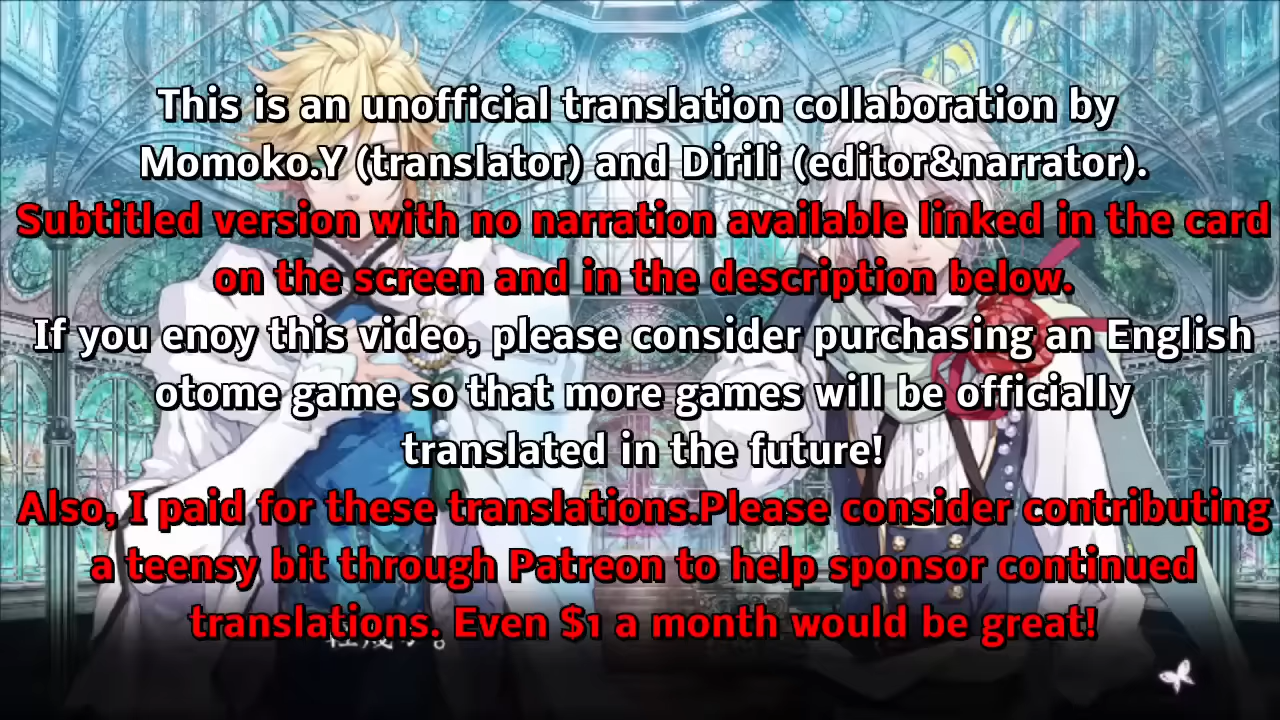 This is an unofficial translation collaboration by
Momoko.Y (translator) and Dirili (editor&narrator).
Subtitled version with no narration available linked in the card
on the screen and in the description below.
If you enoy this video, please consider purchasing an English
otome game so that more games will be officially
translated in the future!
Also, I paid for these translations.Please consider contributing
a teensy bit through Patreon to help sponsor continued
translations. Even $1 a month would be great!